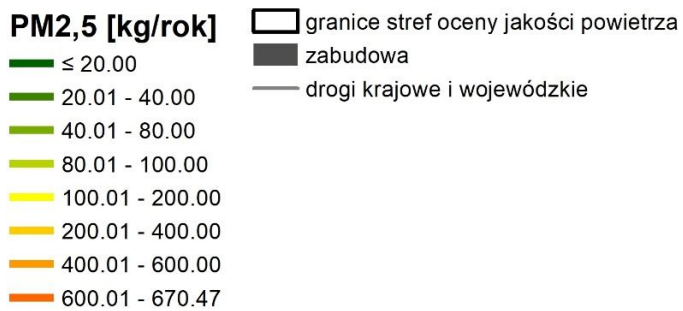 PM2,5 [kg/rok]
≤ 20.00
20.01 - 40.00
40.01 - 80.00
80.01 - 100.00
100.01 - 200.00
200.01 - 400.00
400.01 - 600.00
600.01 - 670.47
granice stref oceny jakości powietrza
zabudowa
drogi krajowe i wojewódzkie